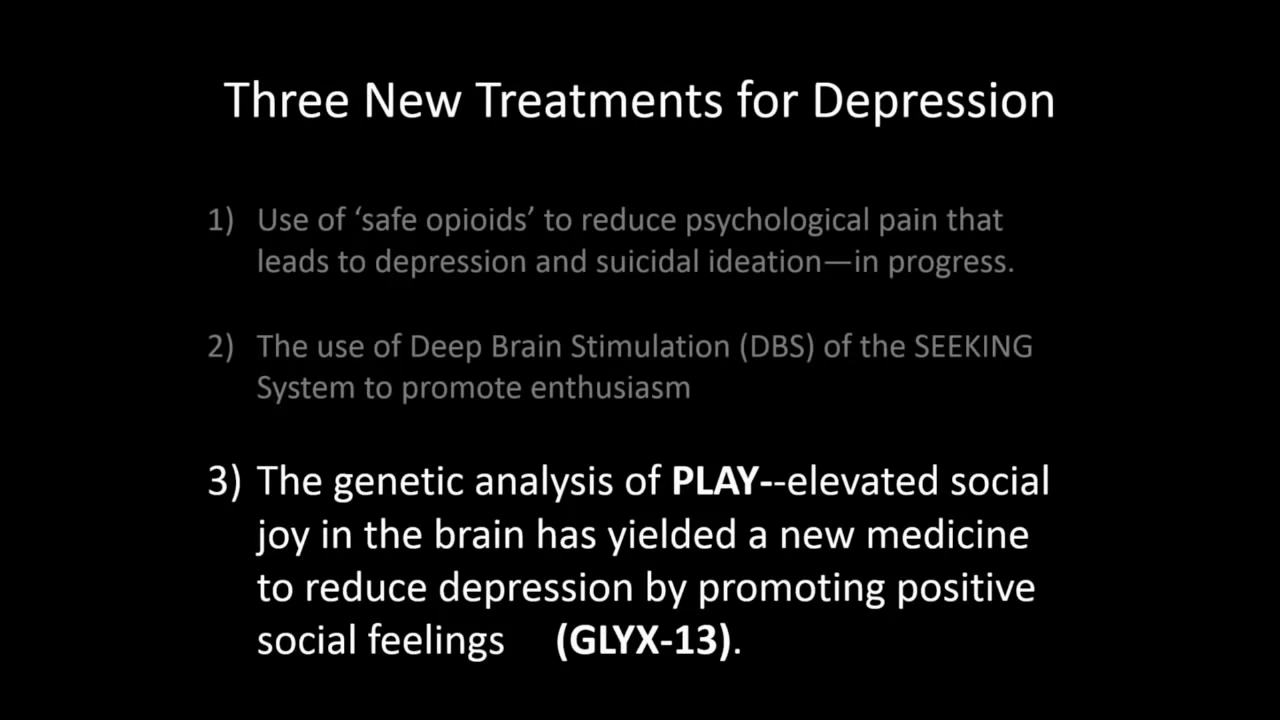 Three New Treatments for Depression
1) Use of ‘safe opioids’ to reduce psychological pain that
leads to depression and suicidal ideation—in progress.
2) The use of Deep Brain Stimulation (DBS) of the SEEKING
System to promote enthusiasm
3) The genetic analysis of PLAY--elevated social
joy in the brain has yielded a new medicine
to reduce depression by promoting positive
social feelings (GLYX-13).